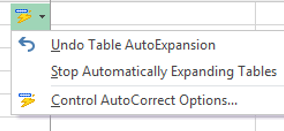 Undo Table AutoExpansion
Stop Automatically Expanding Tables
Control AutoCorrect Options...